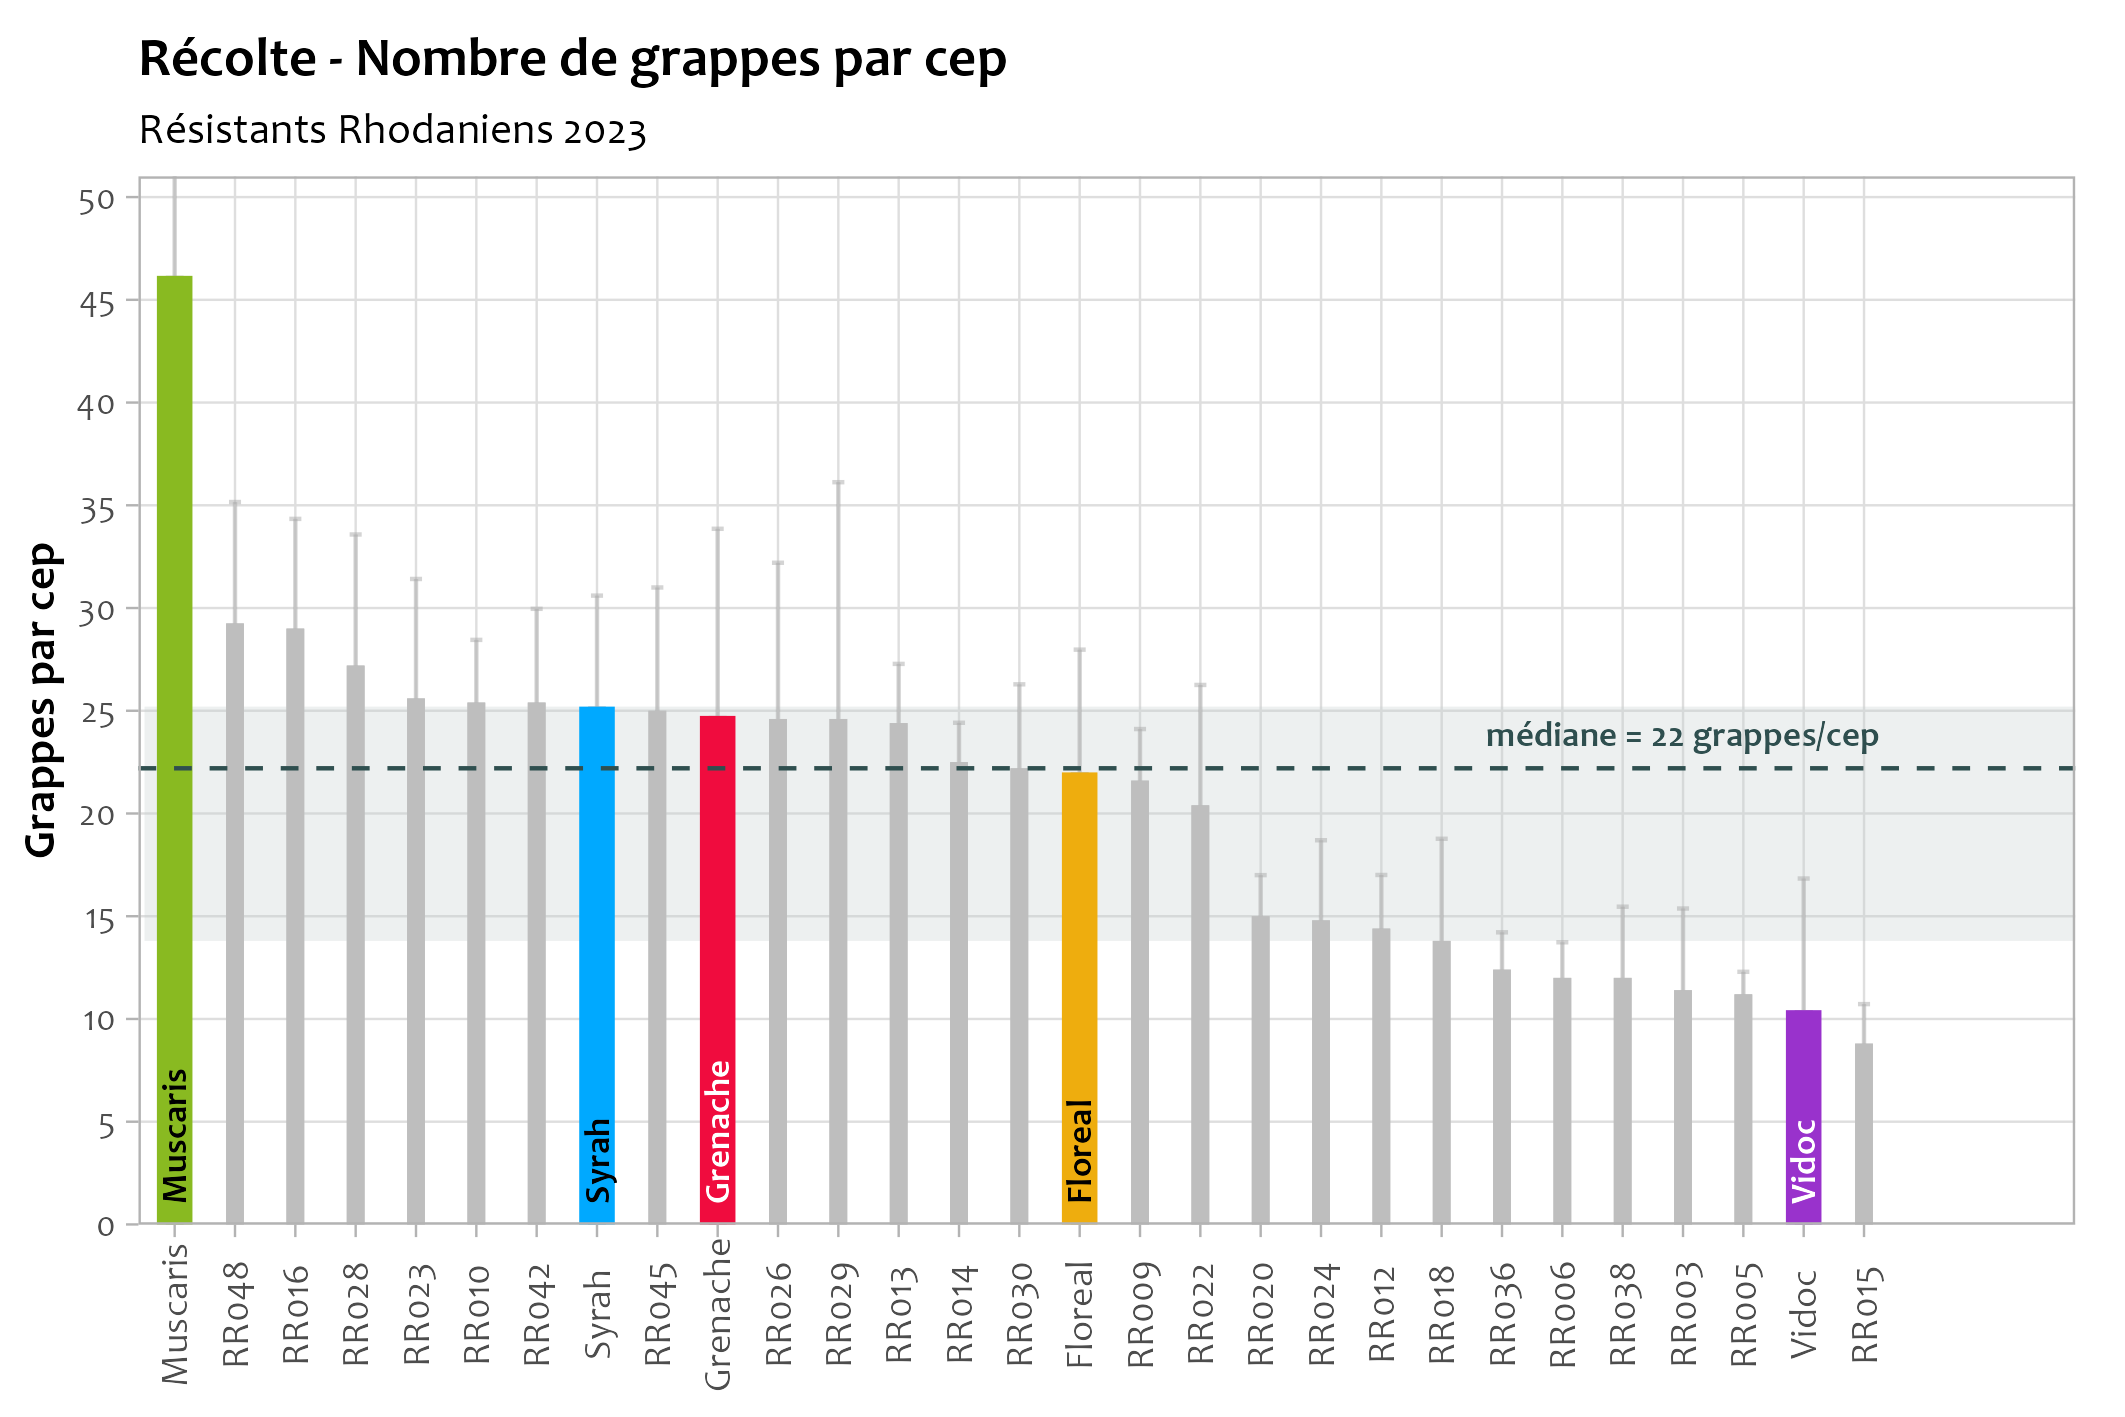 Récolte - Nombre de grappes par cep
Résistants Rhodaniens 2023
Grappes par cep
50
45
40
35
30
25
20
15
10
5
0
médiane = 22 grappes/cep
Muscaris
Syrah
Grenache
Floreal
Vidoc
Muscaris
RR048
RR016
RR028
RR023
RR010
RR042
Syrah
RR045
Grenache
RR026
RR029
RR013
RR014
RR030
Floreal
RR009
RR022
RR020
RR024
RR012
RR018
RR036
RR006
RR038
RR003
RR005
Vidoc
RR015